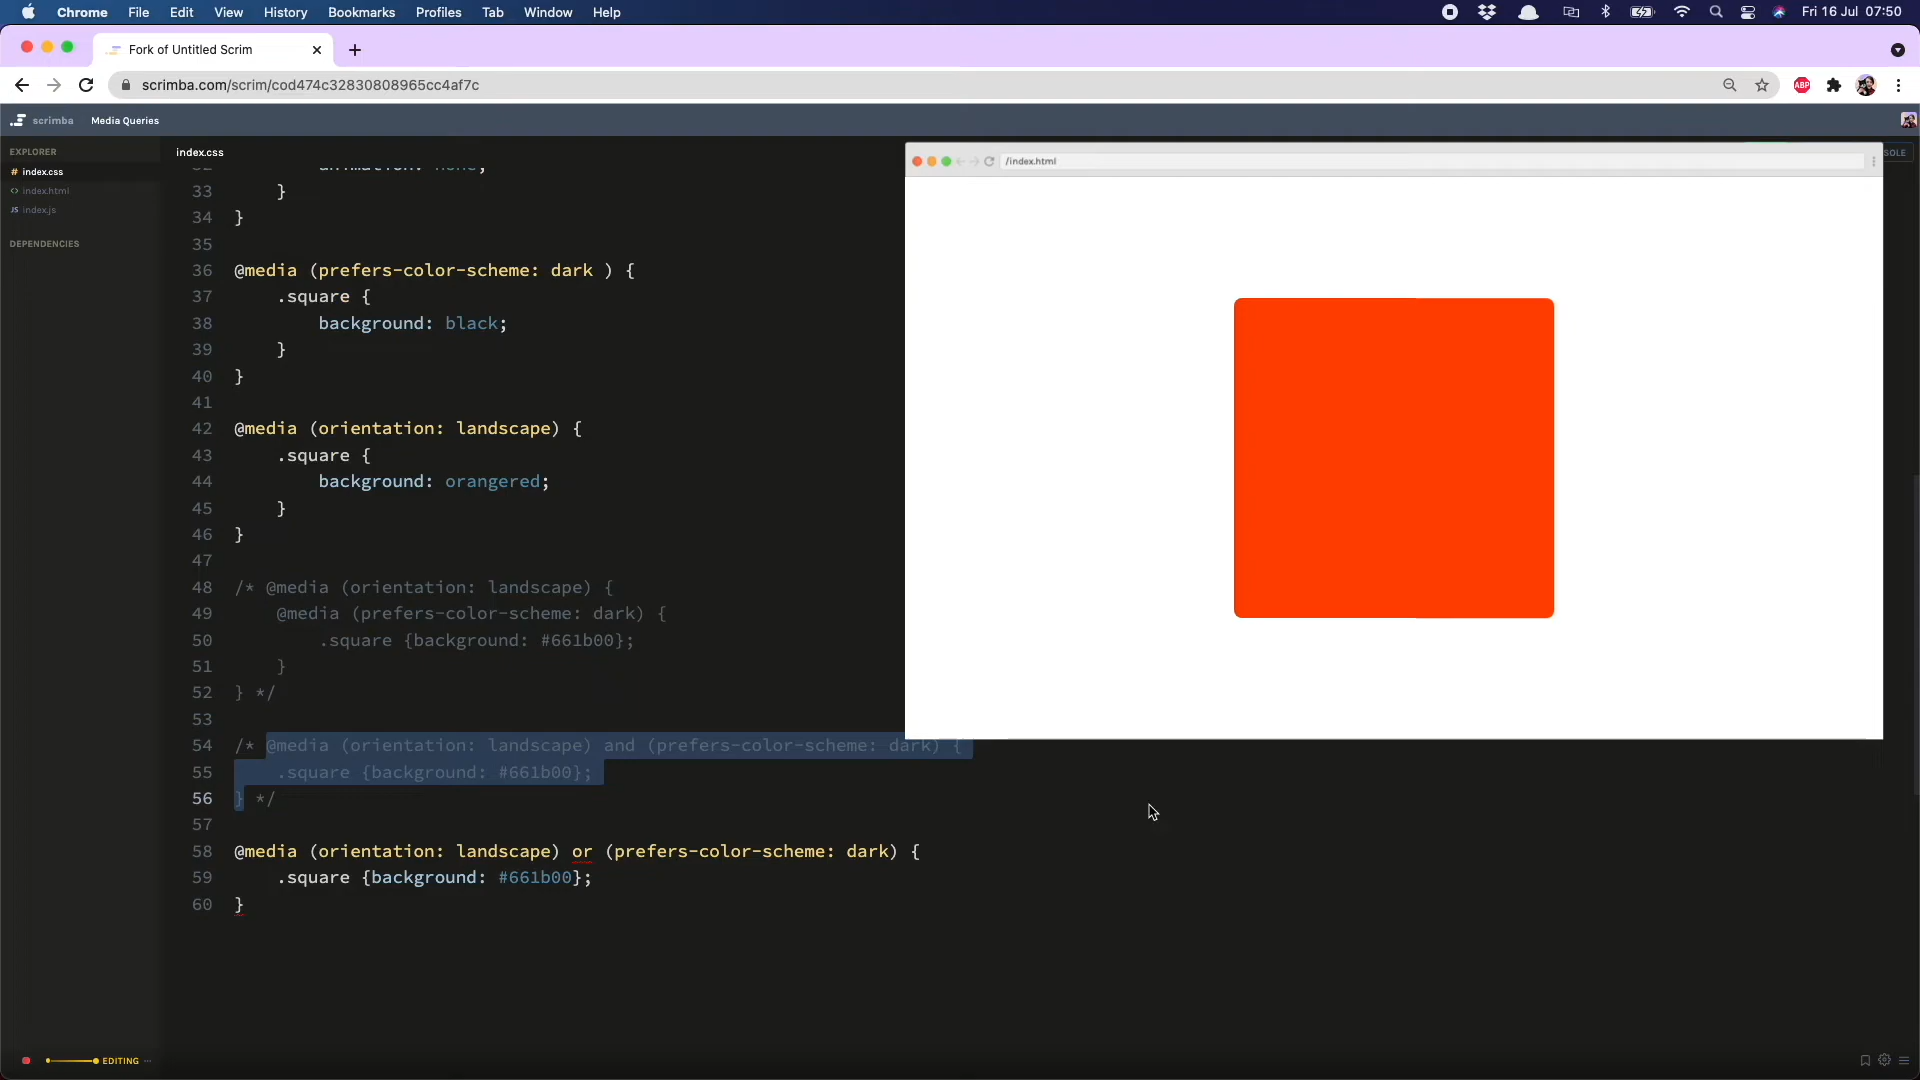 Chrome File Edit View History Bookmarks Profiles Tab Window Help
Fri 16 Jul 07:50
Fork of Untitled Scrim
scrimba.com/scrim/cod474c32830808965cc4af7c
ABP
scrimba Media Queries
EXPLORER
# index.css
<> index.html
JS index.js
DEPENDENCIES
index.css
SOLE
/index.html
32 animation: none;
33 }
34 }
35
36 @media (prefers-color-scheme: dark ) {
37 .square {
38 background: black;
39 }
40 }
41
42 @media (orientation: landscape) {
43 .square {
44 background: orangered;
45 }
46 }
47
48 /* @media (orientation: landscape) {
49 @media (prefers-color-scheme: dark) {
50 .square {background: #661b00};
51 }
52 } */
53
54 /* @media (orientation: landscape) and (prefers-color-scheme: dark) {
55 .square {background: #661b00};
56 } */
57
58 @media (orientation: landscape) or (prefers-color-scheme: dark) {
59 .square {background: #661b00};
60 }
EDITING ...